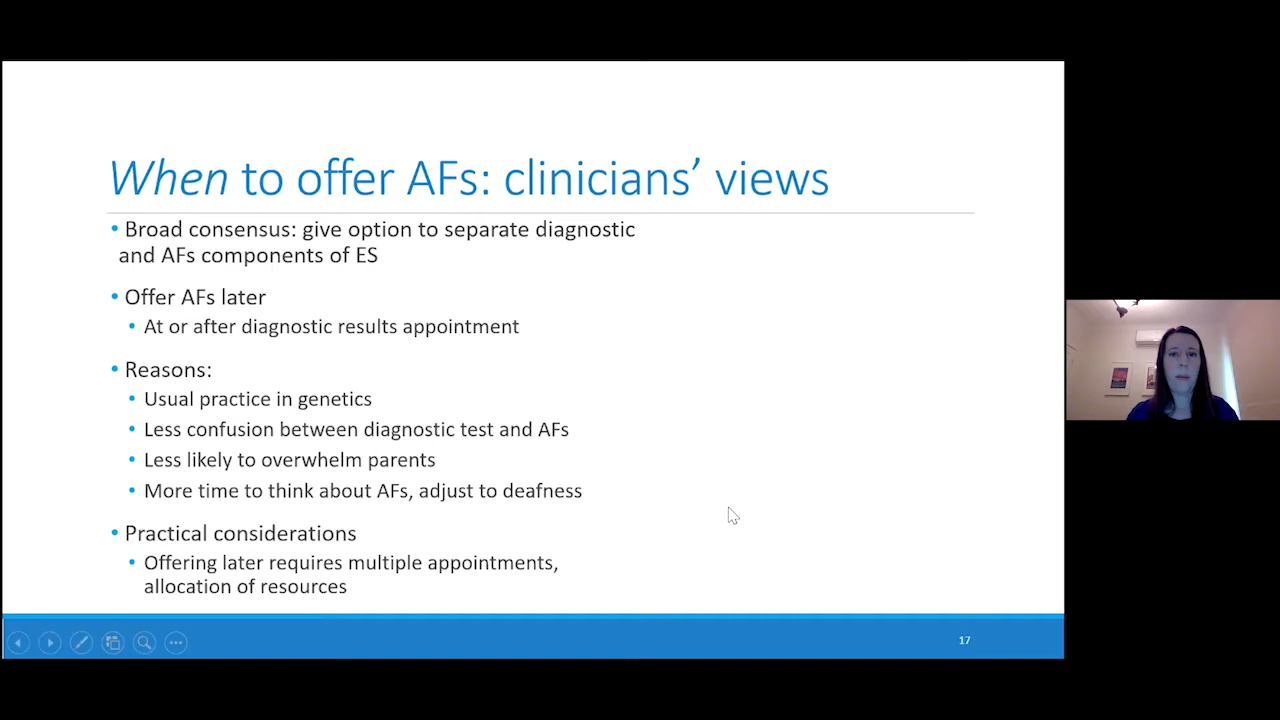 When to offer AFs: clinicians’ views
• Broad consensus: give option to separate diagnostic
and AFs components of ES
• Offer AFs later
• At or after diagnostic results appointment
• Reasons:
• Usual practice in genetics
• Less confusion between diagnostic test and AFs
• Less likely to overwhelm parents
• More time to think about AFs, adjust to deafness
• Practical considerations
• Offering later requires multiple appointments,
allocation of resources
17